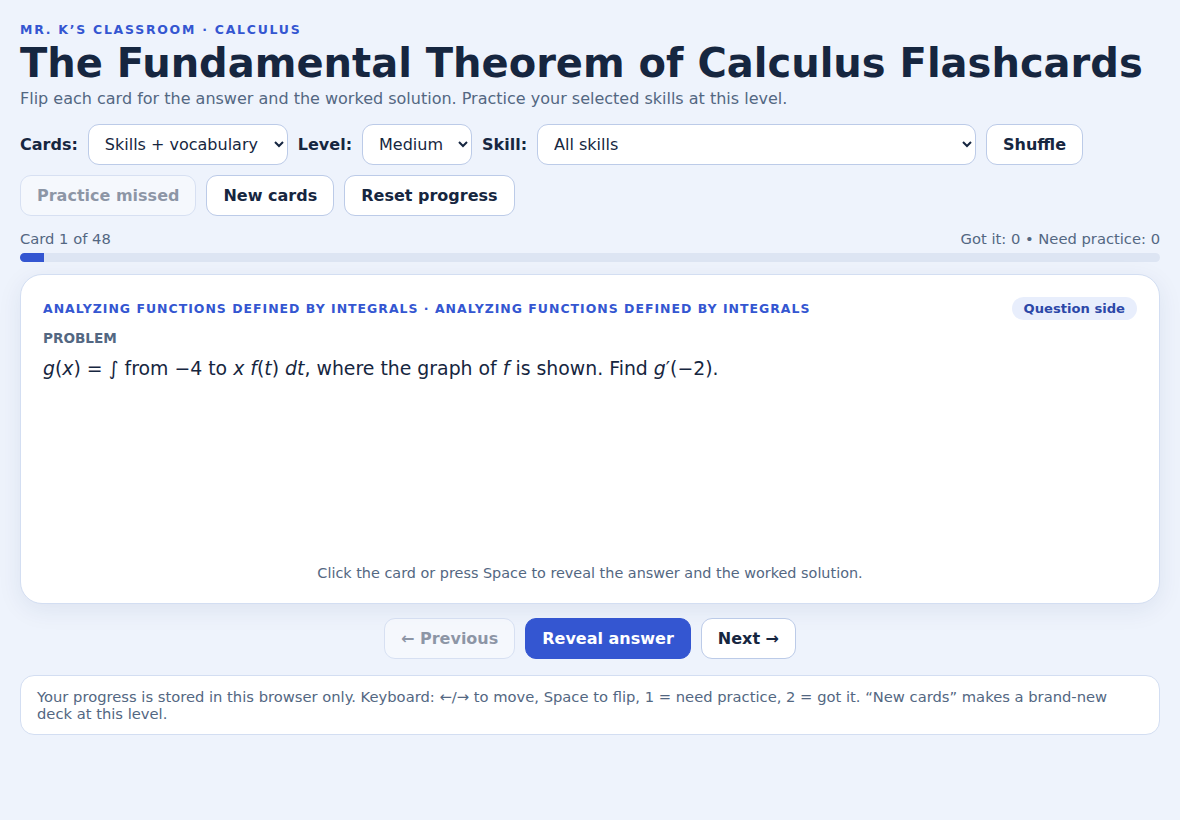 MR. K’S CLASSROOM · CALCULUS
The Fundamental Theorem of Calculus Flashcards
Flip each card for the answer and the worked solution. Practice your selected skills at this level.
Cards: Skills + vocabulary Level: Medium Skill: All skills Shuffle
Practice missed New cards Reset progress
Card 1 of 48 Got it: 0 • Need practice: 0
ANALYZING FUNCTIONS DEFINED BY INTEGRALS · ANALYZING FUNCTIONS DEFINED BY INTEGRALS Question side
PROBLEM
g(x) = ∫ from −4 to x f(t) dt, where the graph of f is shown. Find g′(−2).
Click the card or press Space to reveal the answer and the worked solution.
← Previous Reveal answer Next →
Your progress is stored in this browser only. Keyboard: ←/→ to move, Space to flip, 1 = need practice, 2 = got it. “New cards” makes a brand-new
deck at this level.